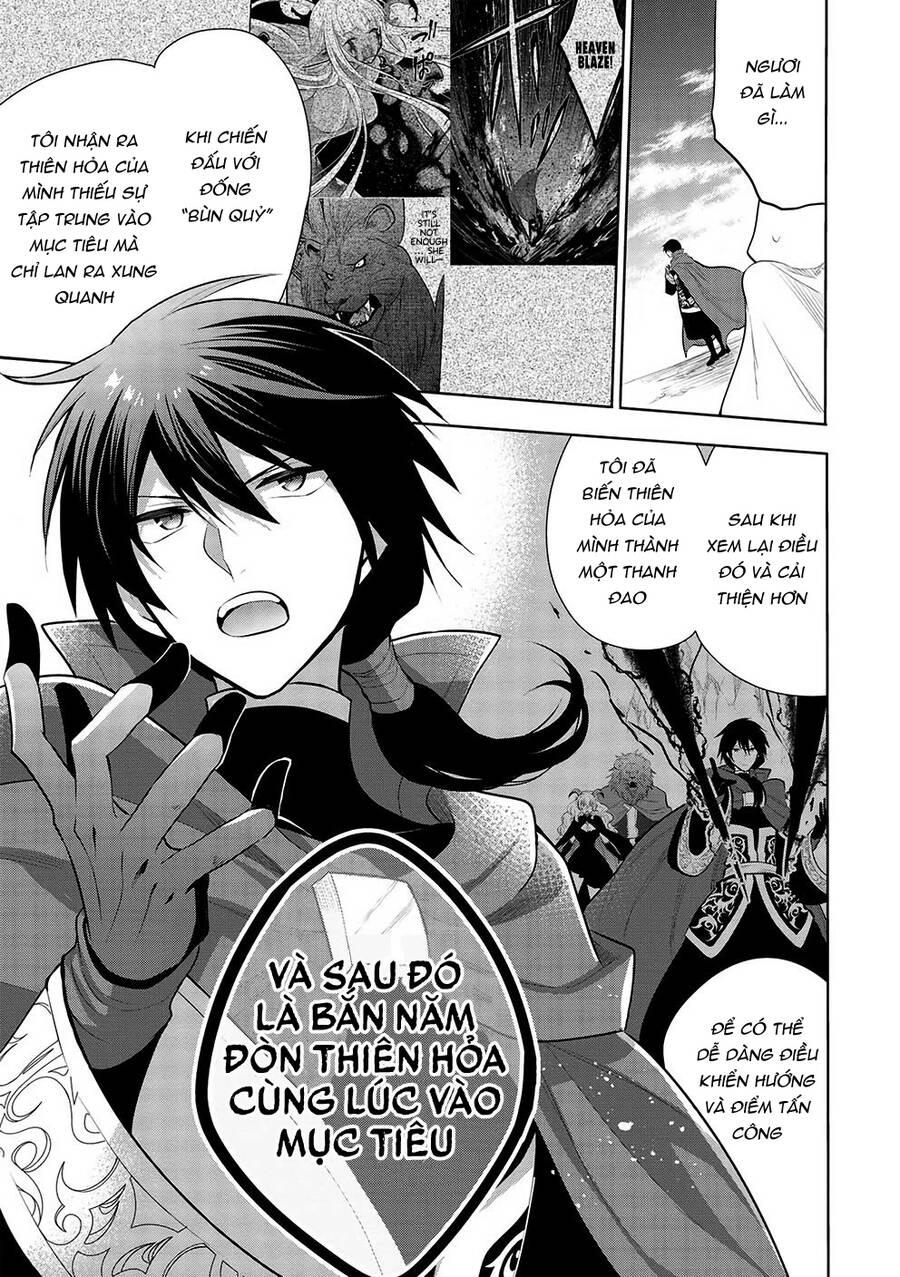 NGƯƠI
ĐÃ LÀM
GÌ...
HEAVEN
BLAZE!
IT'S
STILL
NOT
ENOUGH
... SHE
WILL—
KHI CHIẾN
ĐẤU VỚI
ĐỐNG
"BÙN QUỶ"
TÔI NHẬN RA
THIÊN HỎA CỦA
MÌNH THIẾU SỰ
TẬP TRUNG VÀO
MỤC TIÊU MÀ
CHỈ LAN RA XUNG
QUANH
SAU KHI
XEM LẠI ĐIỀU
ĐÓ VÀ CẢI
THIỆN HƠN
TÔI ĐÃ
BIẾN THIÊN
HỎA CỦA
MÌNH THÀNH
MỘT THANH
ĐAO
ĐỂ CÓ THỂ
DỄ DÀNG ĐIỀU
KHIỂN HƯỚNG
VÀ ĐIỂM TẤN
CÔNG
VÀ SAU ĐÓ
LÀ BẮN NĂM
ĐÒN THIÊN HỎA
CÙNG LÚC VÀO
MỤC TIÊU